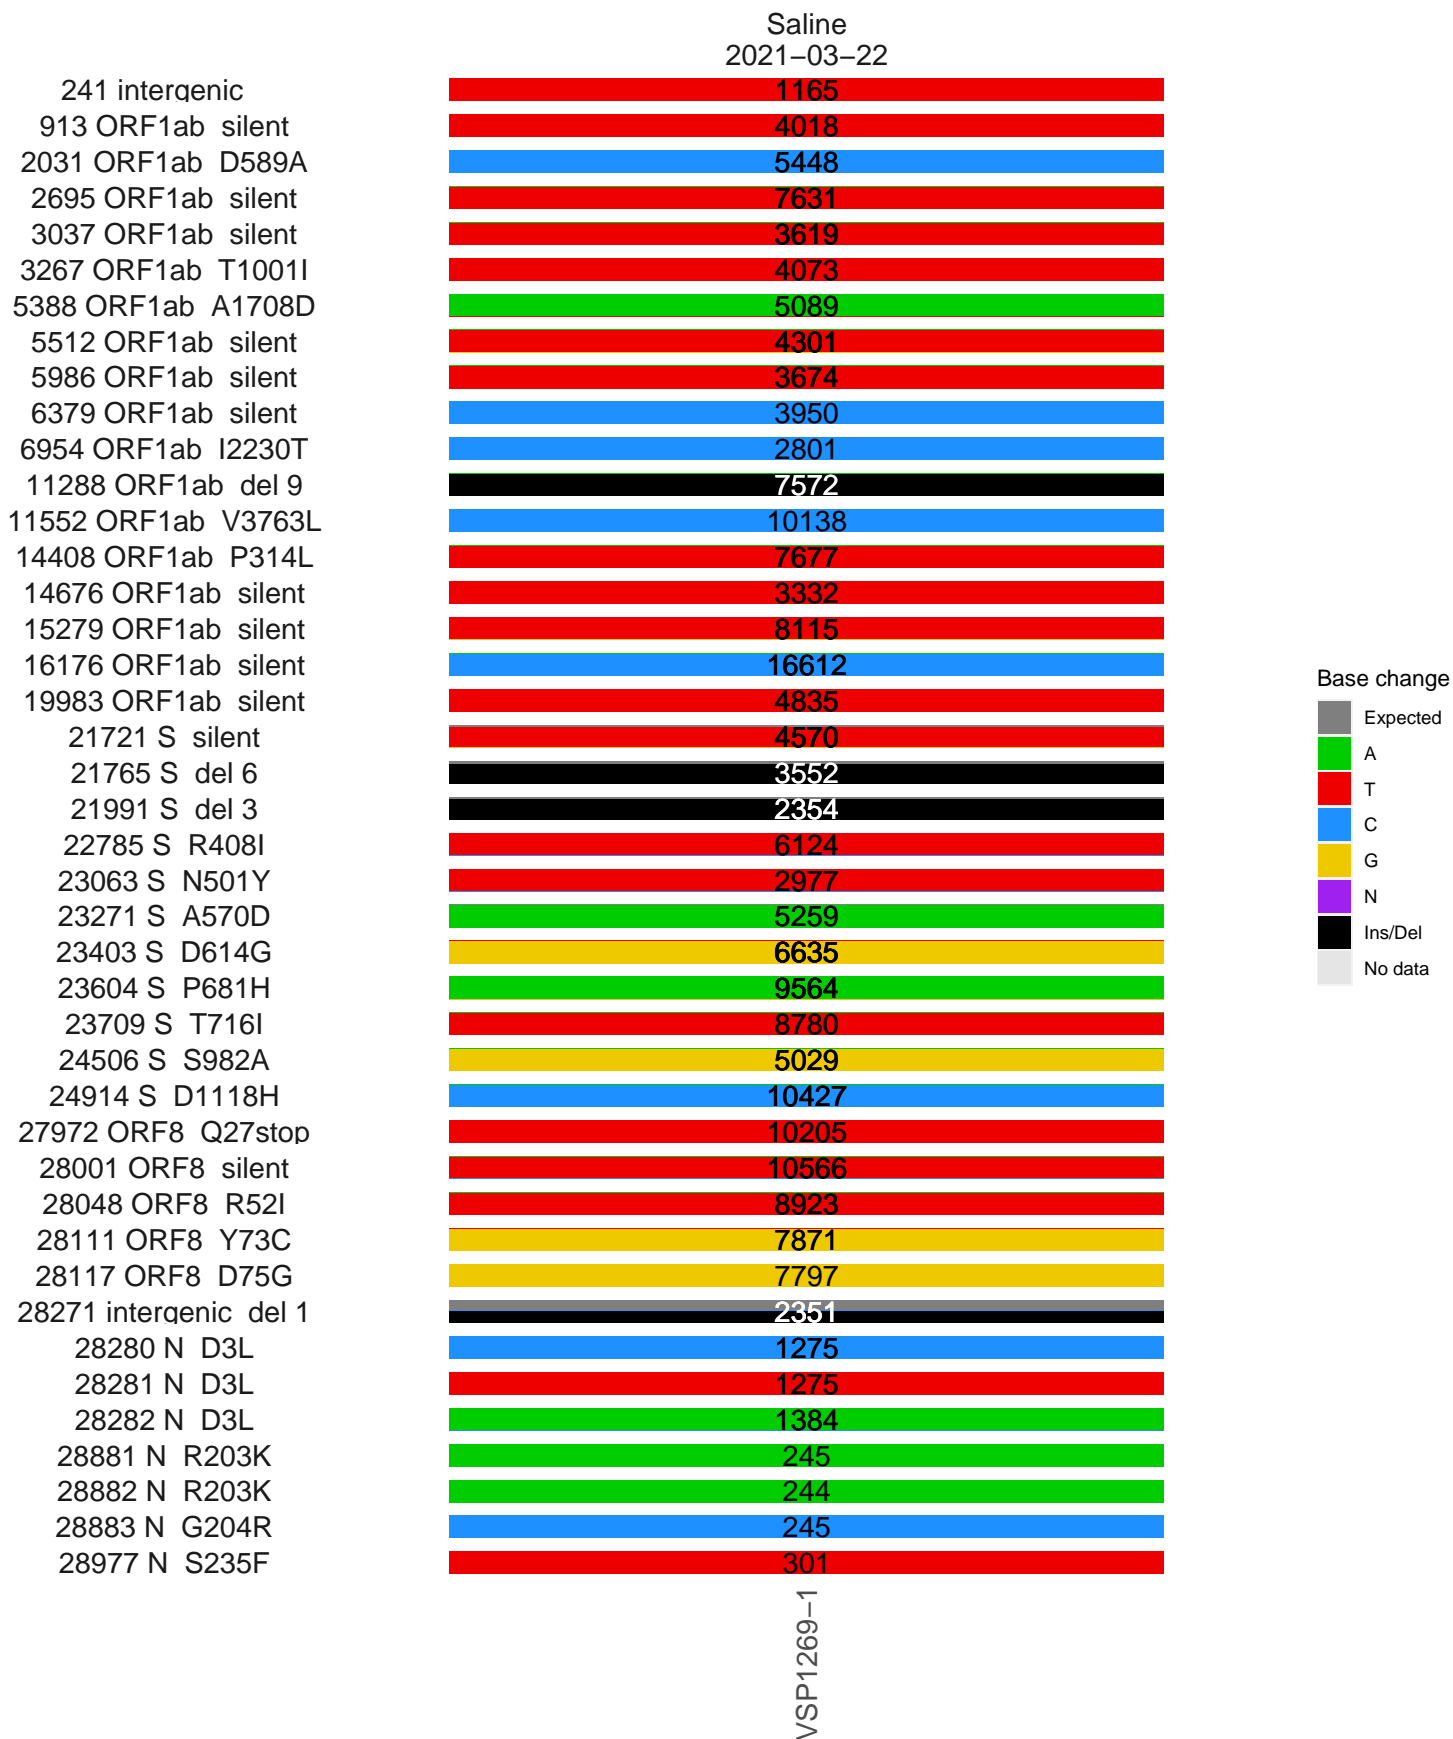 Saline
2021−03−22
241 intergenic 1165
913 ORF1ab silent 4018
2031 ORF1ab D589A 5448
2695 ORF1ab silent 7631
3037 ORF1ab silent 3619
3267 ORF1ab T1001I 4073
5388 ORF1ab A1708D 5089
5512 ORF1ab silent 4301
5986 ORF1ab silent 3674
6379 ORF1ab silent 3950
6954 ORF1ab I2230T 2801
11288 ORF1ab del 9 7572
11552 ORF1ab V3763L 10138
14408 ORF1ab P314L 7677
14676 ORF1ab silent 3332
15279 ORF1ab silent 8115
16176 ORF1ab silent 16612
19983 ORF1ab silent 4835
21721 S silent 4570
21765 S del 6 3552
21991 S del 3 2354
22785 S R408I 6124
23063 S N501Y 2977
23271 S A570D 5259
23403 S D614G 6635
23604 S P681H 9564
23709 S T716I 8780
24506 S S982A 5029
24914 S D1118H 10427
27972 ORF8 Q27stop 10205
28001 ORF8 silent 10566
28048 ORF8 R52I 8923
28111 ORF8 Y73C 7871
28117 ORF8 D75G 7797
28271 intergenic del 1 2351
28280 N D3L 1275
28281 N D3L 1275
28282 N D3L 1384
28881 N R203K 245
28882 N R203K 244
28883 N G204R 245
28977 N S235F 301
VSP1269−1
Base change
Expected
A
T
C
G
N
Ins/Del
No data